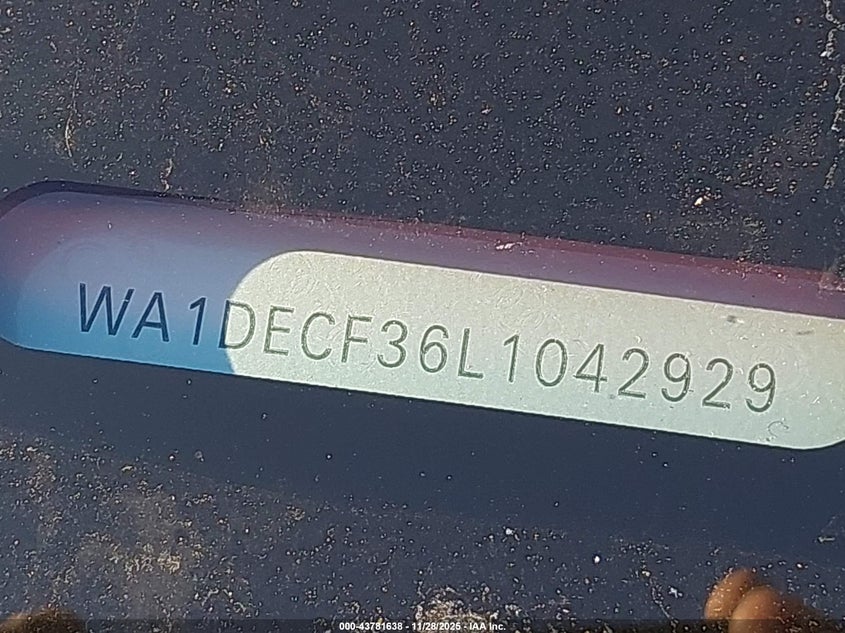 WA1DECF36L1042929
000-43781638 - 11/28/2025 - IAA Inc.